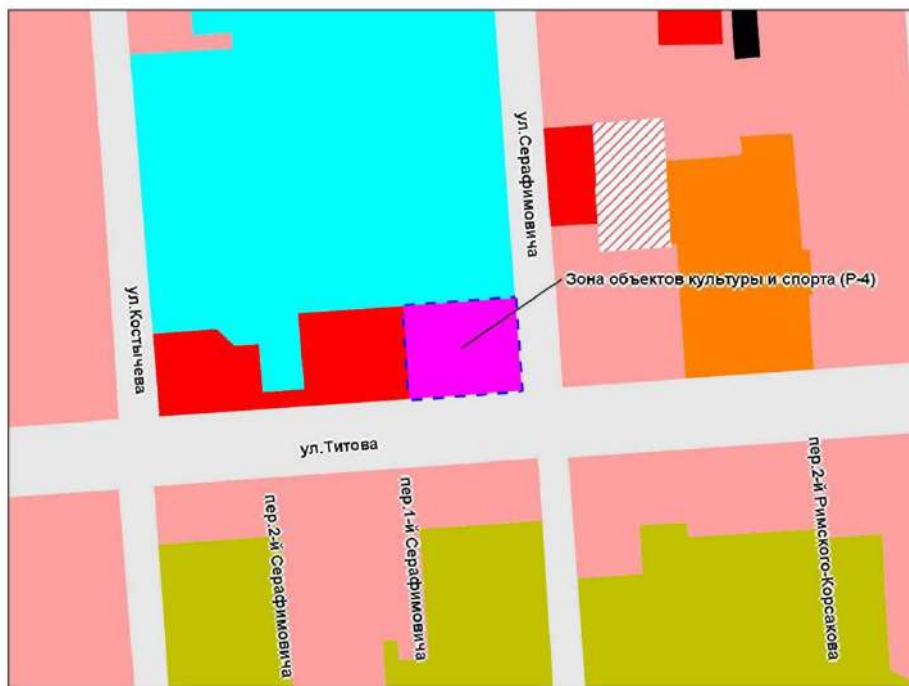 ул.Серафимовича
Зона объектов культуры и спорта (Р-4)
ул.Костычева
ул.Титова
пер.2-й Серафимовича
пер.1-й Серафимовича
пер.2-й Римского-Корсакова